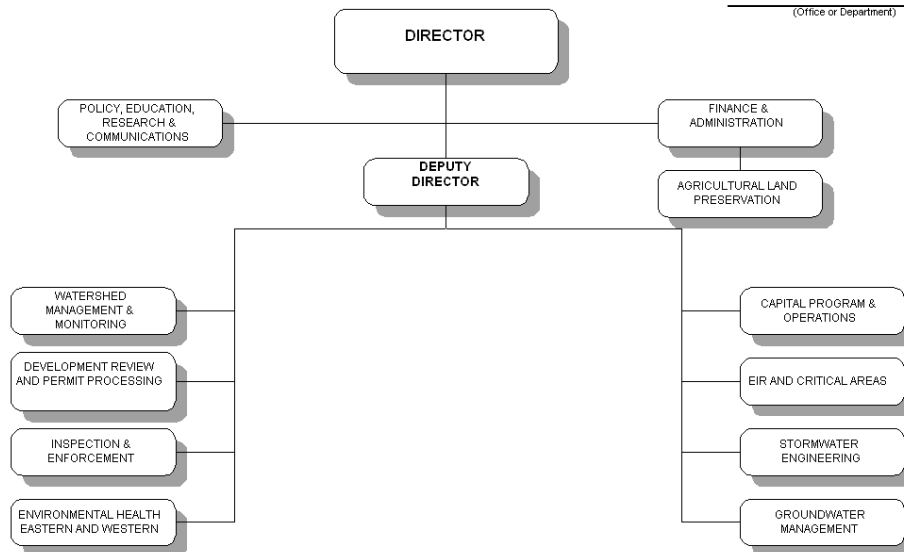 (Office or Department)
DIRECTOR
POLICY, EDUCATION,
RESEARCH &
COMMUNICATIONS
FINANCE &
ADMINISTRATION
DEPUTY
DIRECTOR
AGRICULTURAL LAND
PRESERVATION
WATERSHED
MANAGEMENT &
MONITORING
CAPITAL PROGRAM &
OPERATIONS
DEVELOPMENT REVIEW
AND PERMIT PROCESSING
EIR AND CRITICAL AREAS
INSPECTION &
ENFORCEMENT
STORMWATER
ENGINEERING
ENVIRONMENTAL HEALTH
EASTERN AND WESTERN
GROUNDWATER
MANAGEMENT